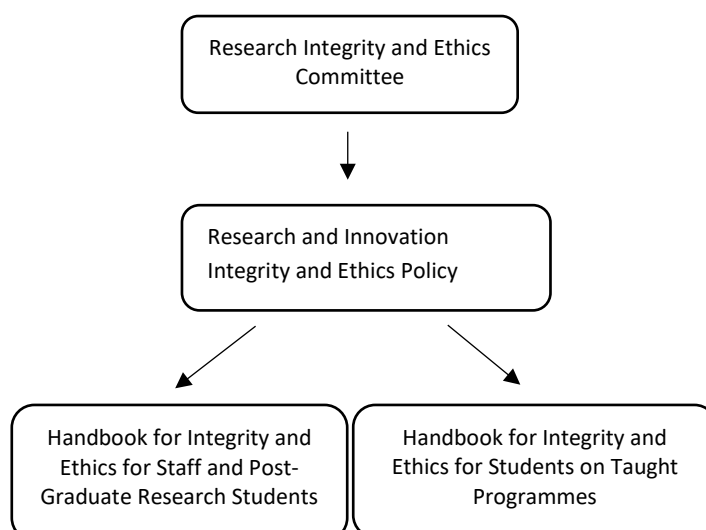 Research Integrity and Ethics
Committee
Research and Innovation
Integrity and Ethics Policy
Handbook for Integrity and
Ethics for Staff and Post-
Graduate Research Students
Handbook for Integrity and
Ethics for Students on Taught
Programmes